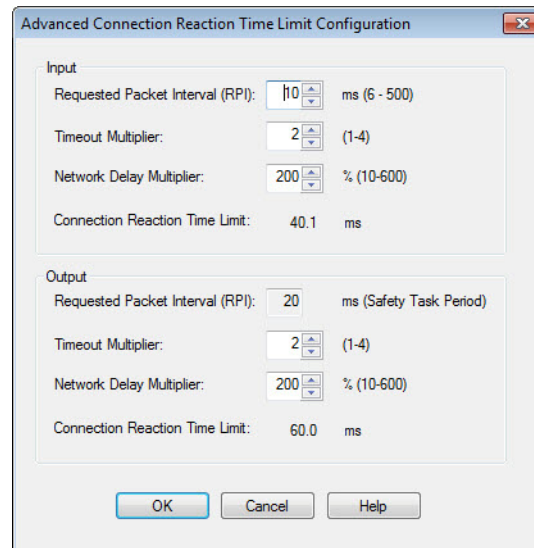 Advanced Connection Reaction Time Limit Configuration
Input
Requested Packet Interval (RPI): 10 ms (6 - 500)
Timeout Multiplier: 2 (1-4)
Network Delay Multiplier: 200 % (10-600)
Connection Reaction Time Limit: 40.1 ms
Output
Requested Packet Interval (RPI): 20 ms (Safety Task Period)
Timeout Multiplier: 2 (1-4)
Network Delay Multiplier: 200 % (10-600)
Connection Reaction Time Limit: 60.0 ms
OK Cancel Help